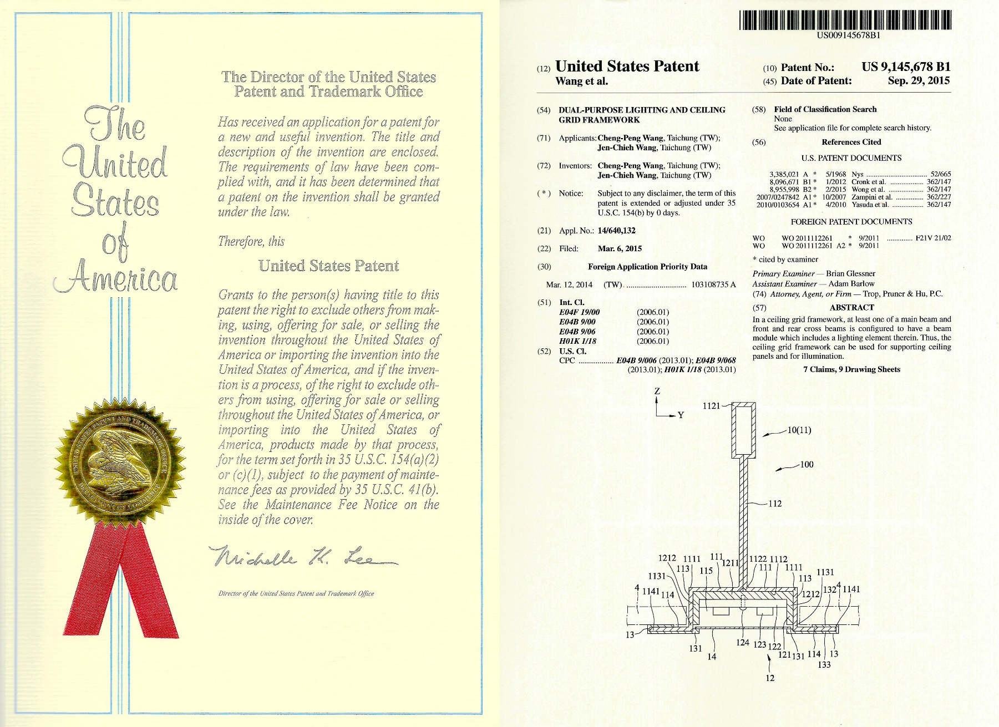 The
United
States
of
America
The Director of the United States
Patent and Trademark Office
Has received an application for a patent for
a new and useful invention. The title and
description of the invention are enclosed.
The requirements of law have been com-
plied with, and it has been determined that
a patent on the invention shall be granted
under the law.
Therefore, this
United States Patent
Grants to the person(s) having title to this
patent the right to exclude others from mak-
ing, using, offering for sale, or selling the
invention throughout the United States of
America or importing the invention into the
United States of America, and if the inven-
tion is a process, of the right to exclude oth-
ers from using, offering for sale or selling
throughout the United States of America, or
importing into the United States of
America, products made by that process,
for the term set forth in 35 U.S.C. 154(a)(2)
or (c)(1), subject to the payment of mainte-
nance fees as provided by 35 U.S.C. 41(b).
See the Maintenance Fee Notice on the
inside of the cover.
Michelle K. Lee
Director of the United States Patent and Trademark Office
UNITED STATES PATENT AND TRADEMARK OFFICE
DEPARTMENT OF COMMERCE
US009145678B1
(12) United States Patent
Wang et al.
(10) Patent No.: US 9,145,678 B1
(45) Date of Patent: Sep. 29, 2015
(54) DUAL-PURPOSE LIGHTING AND CEILING
GRID FRAMEWORK
(71) Applicants: Cheng-Peng Wang, Taichung (TW);
Jen-Chieh Wang, Taichung (TW)
(72) Inventors: Cheng-Peng Wang, Taichung (TW);
Jen-Chieh Wang, Taichung (TW)
( * ) Notice: Subject to any disclaimer, the term of this
patent is extended or adjusted under 35
U.S.C. 154(b) by 0 days.
(21) Appl. No.: 14/640,132
(22) Filed: Mar. 6, 2015
(30) Foreign Application Priority Data
Mar. 12, 2014 (TW) .............................. 103108735 A
(51) Int. Cl.
E04F 19/00 (2006.01)
E04B 9/00 (2006.01)
E04B 9/06 (2006.01)
H01K 1/18 (2006.01)
(52) U.S. Cl.
CPC ................ E04B 9/006 (2013.01); E04B 9/068
(2013.01); H01K 1/18 (2013.01)
(58) Field of Classification Search
None
See application file for complete search history.
(56) References Cited
U.S. PATENT DOCUMENTS
3,385,021 A * 5/1968 Nys ................................ 52/665
8,096,671 B1 * 1/2012 Cronk et al. .................. 362/147
8,955,998 B2 * 2/2015 Wong et al. ................... 362/147
2007/0247842 A1 * 10/2007 Zampini et al. ............... 362/227
2010/0103654 A1 * 4/2010 Yasuda et al. ................. 362/147
FOREIGN PATENT DOCUMENTS
WO WO 2011112261 * 9/2011 ............. F21V 21/02
WO WO 2011112261 A2 * 9/2011
* cited by examiner
Primary Examiner — Brian Glessner
Assistant Examiner — Adam Barlow
(74) Attorney, Agent, or Firm — Trop, Pruner & Hu, P.C.
(57) ABSTRACT
In a ceiling grid framework, at least one of a main beam and
front and rear cross beams is configured to have a beam
module which includes a lighting element therein. Thus, the
ceiling grid framework can be used for supporting ceiling
panels and for illumination.
7 Claims, 9 Drawing Sheets
Z
Y
1121
10(11)
100
112
1212 1111 111 1211 1122 1112
113 115 111 1111 1131
1131 113
4 1141 114 1212 132 4 1141
13
131 14 124 123 122 121 131 114 13
133
12